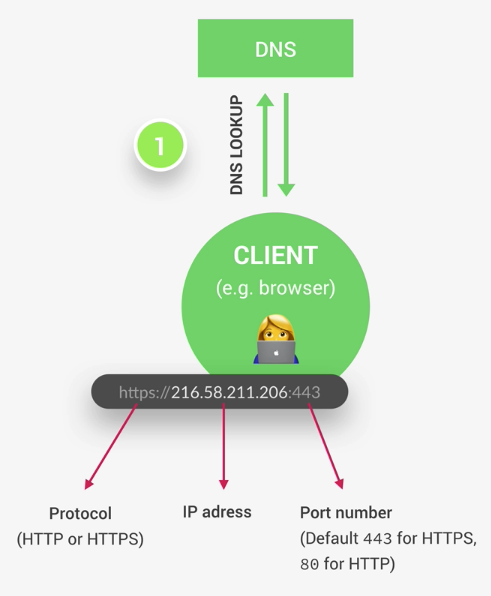 DNS
DNS LOOKUP
1
CLIENT
(e.g. browser)
https://216.58.211.206:443
Protocol
(HTTP or HTTPS)
IP adress
Port number
(Default 443 for HTTPS,
80 for HTTP)